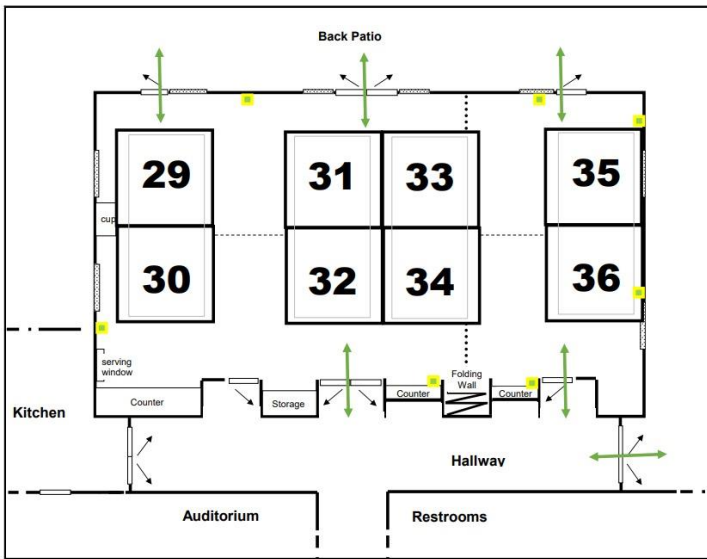 Back Patio
29
31
33
35
cup
30
32
34
36
serving
window
Folding
Wall
Counter
Storage
Counter
Counter
Kitchen
Hallway
Auditorium
Restrooms